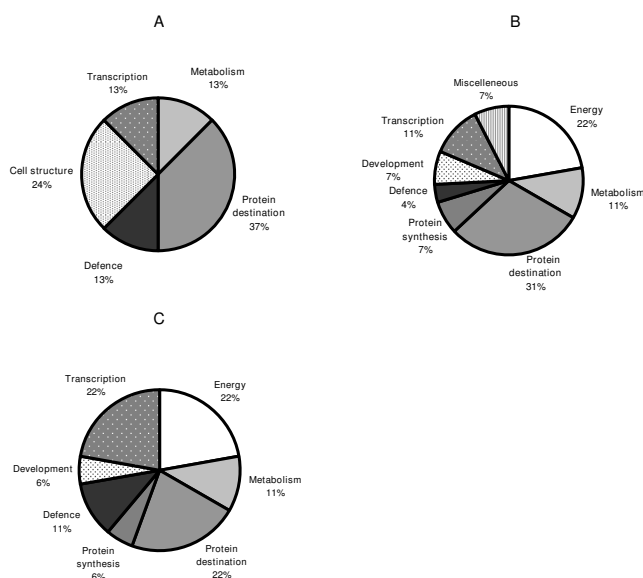 A
Transcription
13%
Metabolism
13%
Cell structure
24%
Protein
destination
37%
Defence
13%
B
Miscelleneous
7%
Energy
22%
Transcription
11%
Development
7%
Metabolism
11%
Defence
4%
Protein
synthesis
7%
Protein
destination
31%
C
Transcription
22%
Energy
22%
Development
6%
Metabolism
11%
Defence
11%
Protein
synthesis
6%
Protein
destination
22%